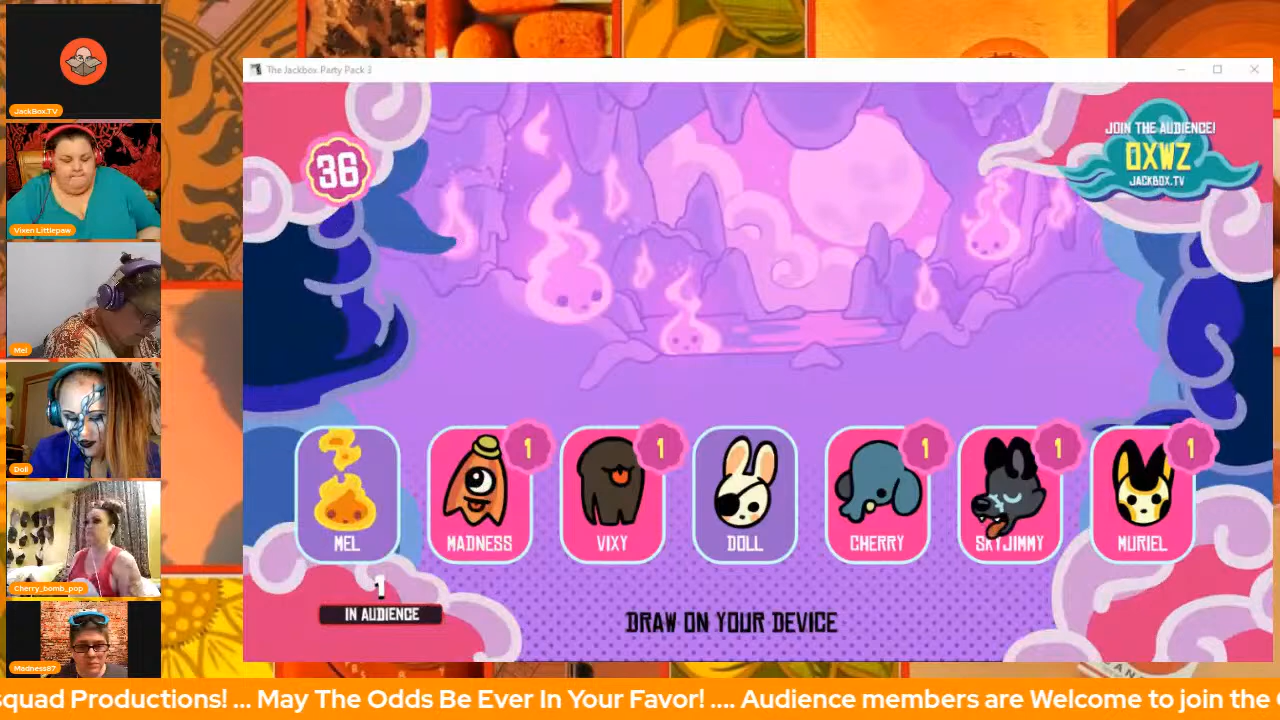 JackBox.TV
Vixen Littlepaw
Mel
Doll
Cherry_bomb_pop
Madness87
The Jackbox Party Pack 3
36
JOIN THE AUDIENCE!
OXWZ
JACKBOX.TV
1
1
1
1
1
MEL
MADNESS
VIXY
DOLL
CHERRY
SKYJIMMY
MURIEL
1
IN AUDIENCE
DRAW ON YOUR DEVICE
squad Productions! ... May The Odds Be Ever In Your Favor! .... Audience members are Welcome to join the